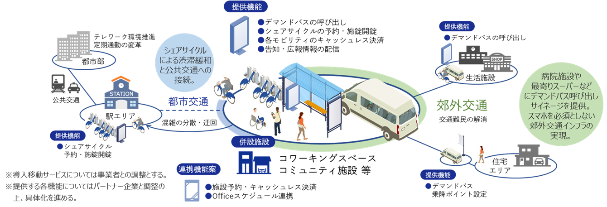 提供機能
●デマンドバスの呼び出し
●シェアサイクルの予約・施錠開錠
●各モビリティのキャッシュレス決済
●告知・広報情報の配信
テレワーク環境推進
定期通勤の変革
都市部
シェアサイクル
による渋滞緩和
と公共交通への
接続。
公共交通
STATION
駅エリア
都市交通
混雑の分散・迂回
提供機能
シェアサイクル
予約・施錠開錠
併設施設
コワーキングスペース
コミュニティ施設 等
連携機能案
●施設予約・キャッシュレス決済
●Officeスケジュール連携
提供機能
●デマンドバスの呼び出し
SHOP
生活施設
郊外交通
交通難民の解消
病院施設や
最寄りスーパーなど
にデマンドバス呼び出し
サイネージを提供。
スマホを必須としない
郊外交通インフラの
実現。
住宅
エリア
提供機能
●デマンドバス
乗降ポイント設定
※導入移動サービスについては事業者との調整とする。
※提供する各機能についてはパートナー企業と調整の
上、具体化を進める。